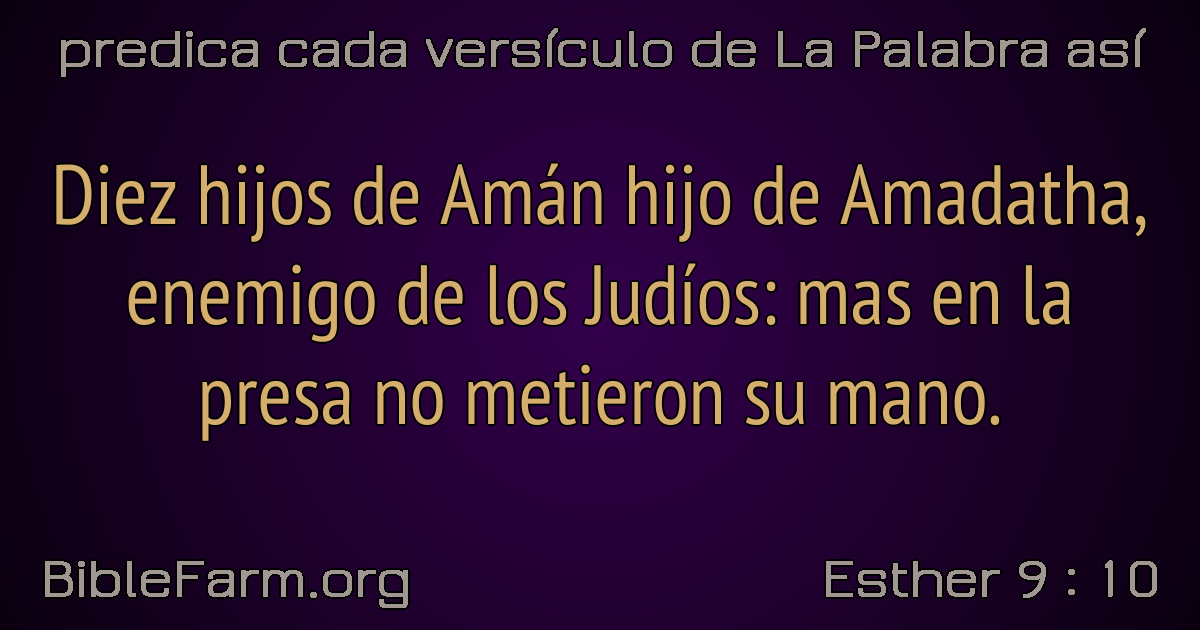 predica cada versículo de La Palabra así
Diez hijos de Amán hijo de Amadatha,
enemigo de los Judíos: mas en la
presa no metieron su mano.
BibleFarm.org
Esther 9 : 10